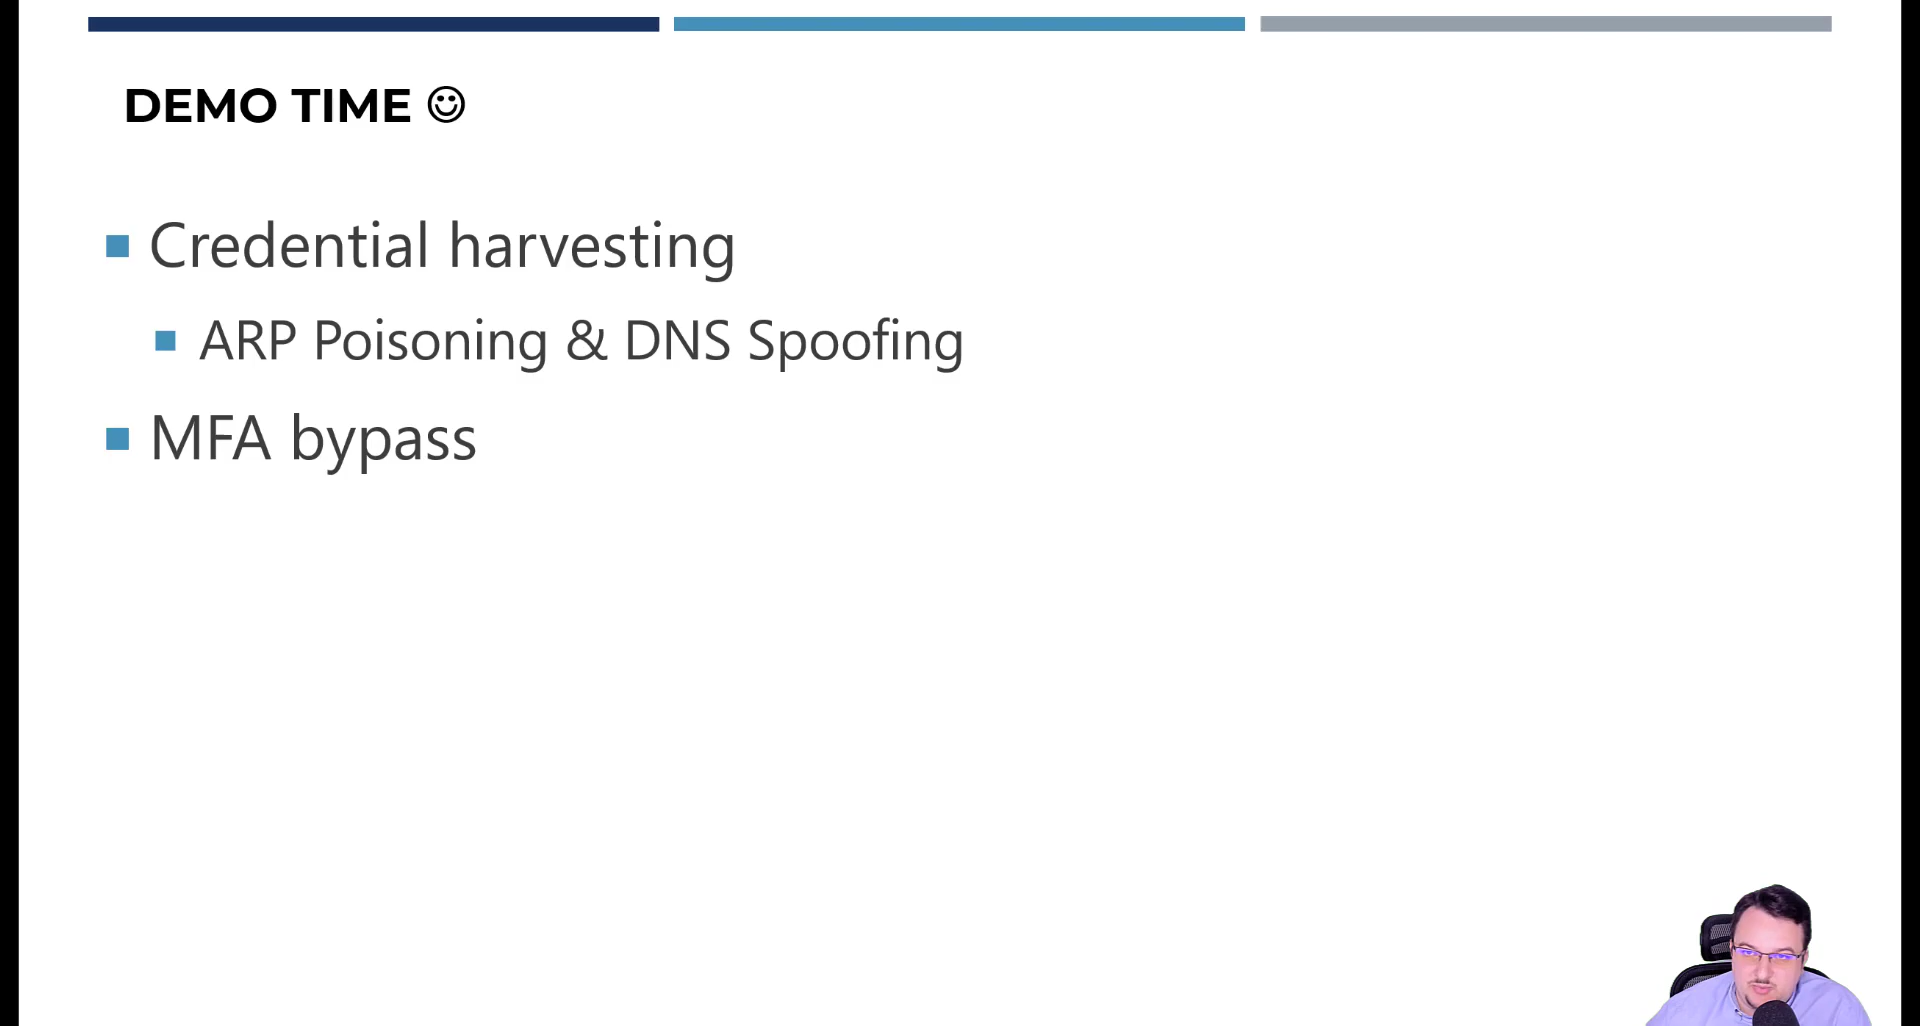 DEMO TIME ☺
Credential harvesting
ARP Poisoning & DNS Spoofing
MFA bypass